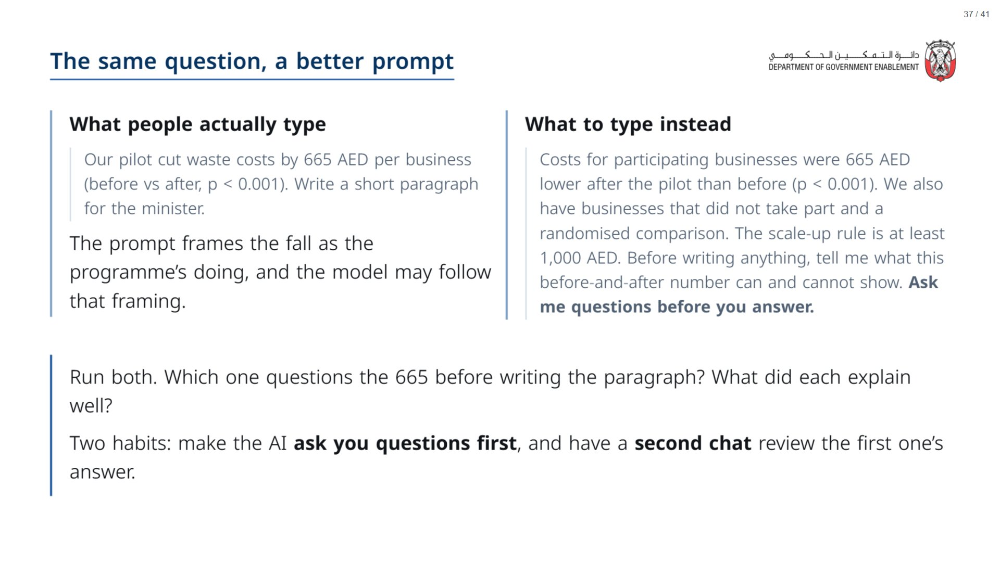 37 / 41
The same question, a better prompt
دائرة التمكين الحكومي
DEPARTMENT OF GOVERNMENT ENABLEMENT
What people actually type
Our pilot cut waste costs by 665 AED per business
(before vs after, p < 0.001). Write a short paragraph
for the minister.
The prompt frames the fall as the
programme’s doing, and the model may follow
that framing.
What to type instead
Costs for participating businesses were 665 AED
lower after the pilot than before (p < 0.001). We also
have businesses that did not take part and a
randomised comparison. The scale-up rule is at least
1,000 AED. Before writing anything, tell me what this
before-and-after number can and cannot show. Ask
me questions before you answer.
Run both. Which one questions the 665 before writing the paragraph? What did each explain
well?
Two habits: make the AI ask you questions first, and have a second chat review the first one’s
answer.